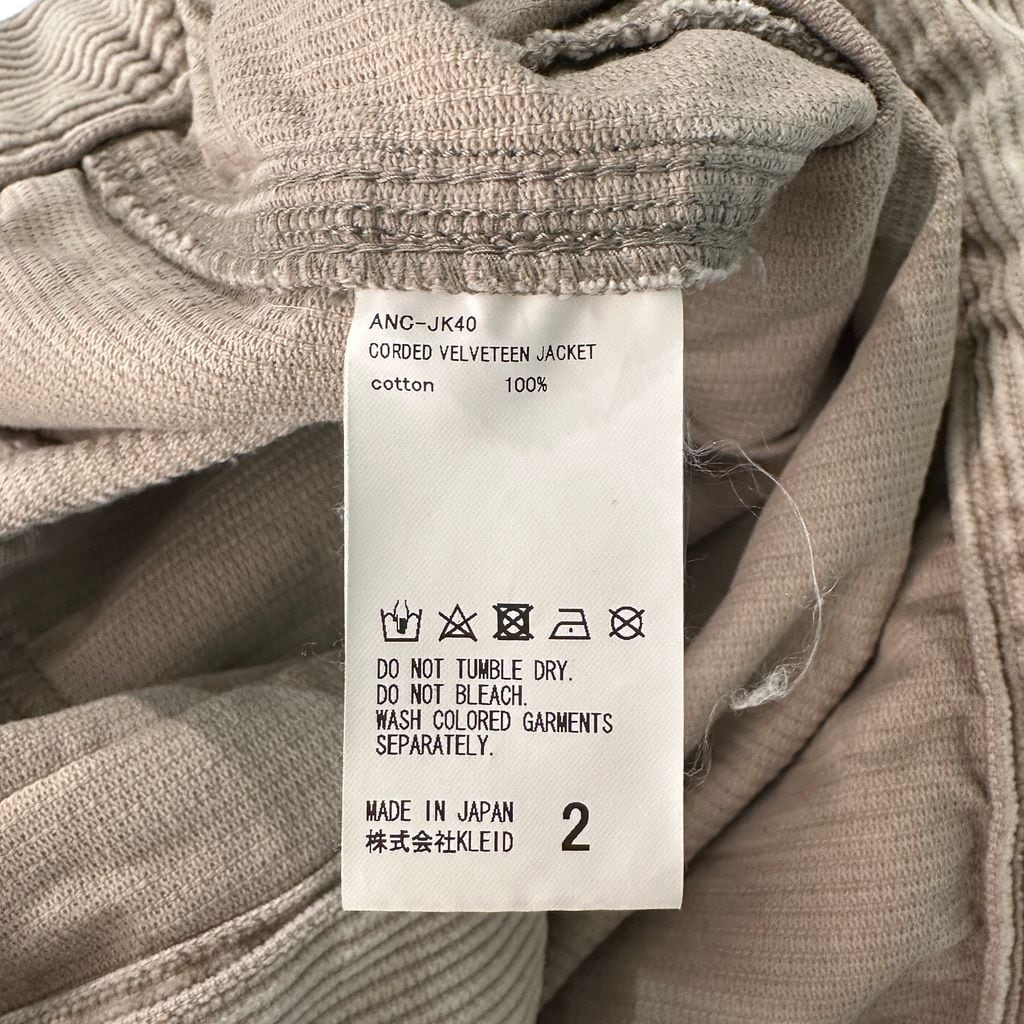 ANC-JK40
CORDED VELVETEEN JACKET
cotton 100%
DO NOT TUMBLE DRY.
DO NOT BLEACH.
WASH COLORED GARMENTS
SEPARATELY.
MADE IN JAPAN
株式会社KLEID 2